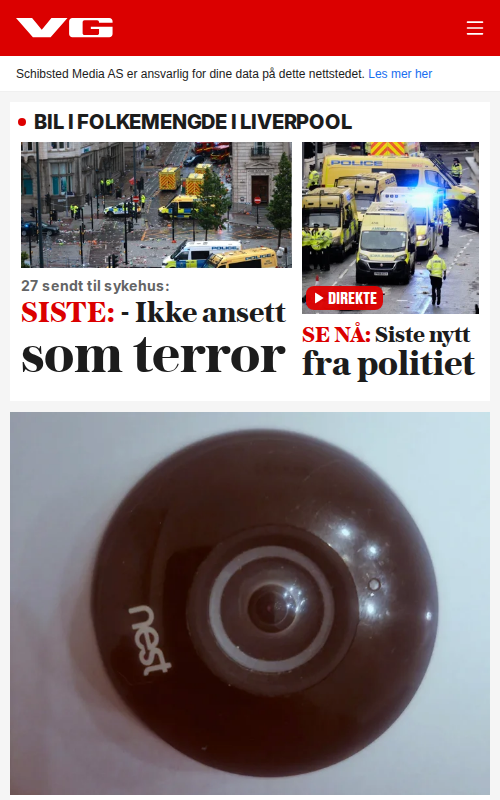 VG
Schibsted Media AS er ansvarlig for dine data på dette nettstedet. Les mer her
BIL I FOLKEMENGDE I LIVERPOOL
27 sendt til sykehus:
SISTE: - Ikke ansett
som terror
POLICE
DIREKTE
SE NÅ: Siste nytt
fra politiet
nest